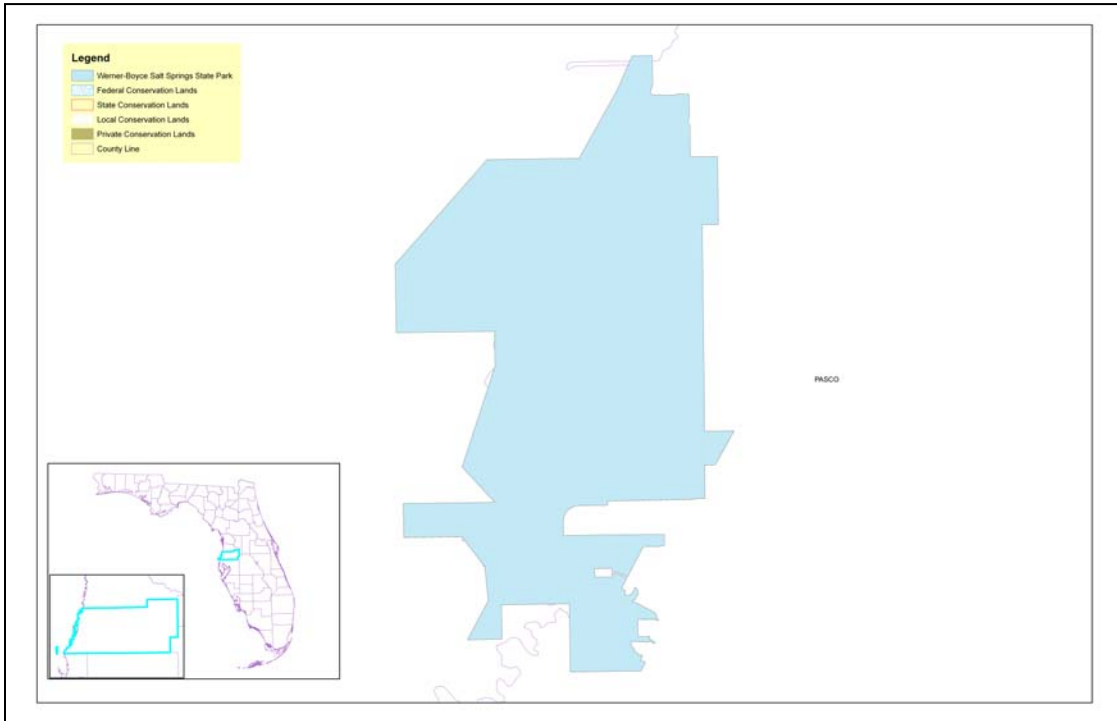 Legend
Werner-Boyce Salt Springs State Park
Federal Conservation Lands
State Conservation Lands
Local Conservation Lands
Private Conservation Lands
County Line
PASCO